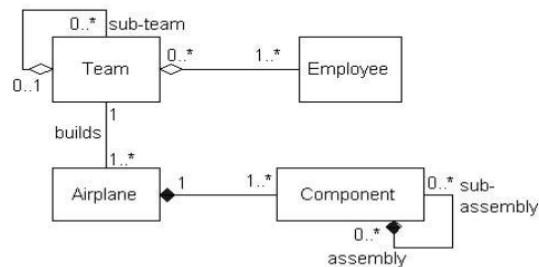 0..* sub-team
Team
0..1
0..*
1..*
Employee
1
builds
1..*
Airplane
1
1..*
Component
0..* sub-
assembly
0..*
assembly